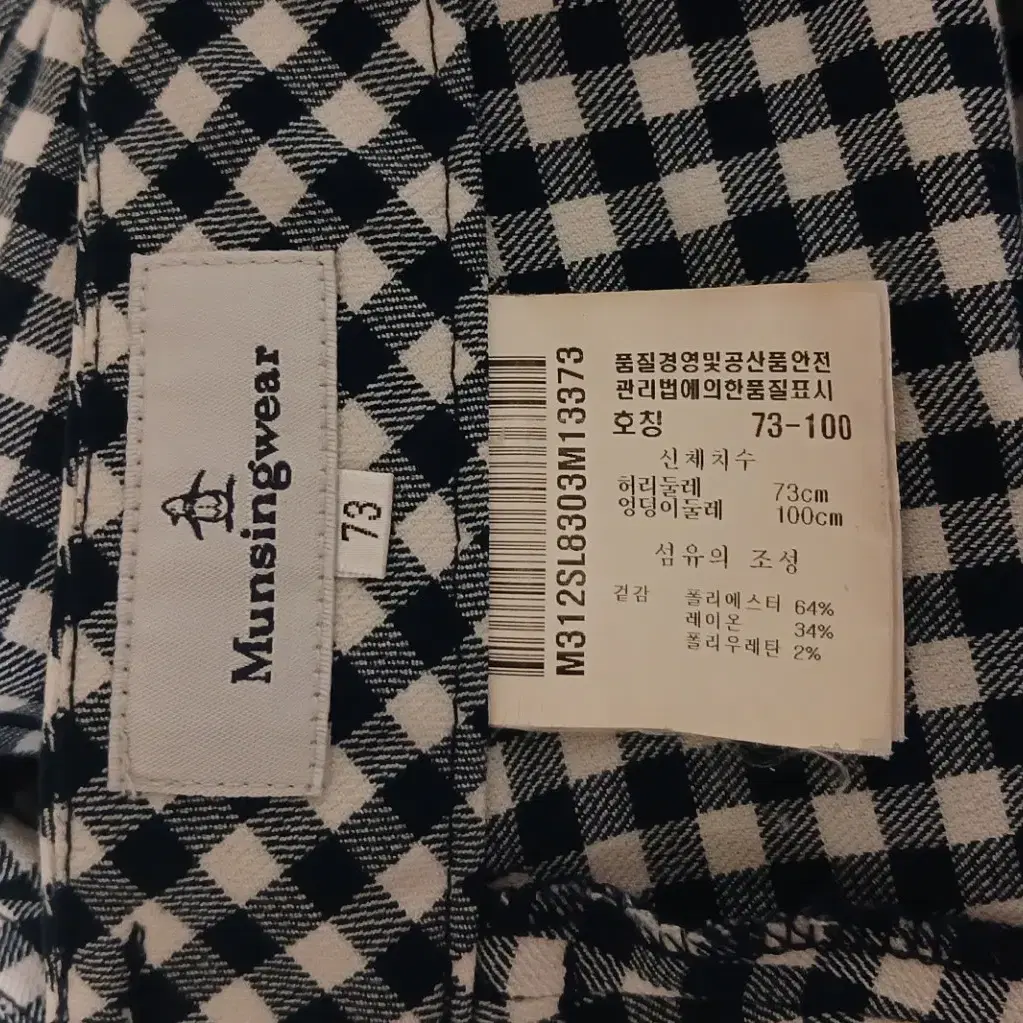 Munsingwear
73
M312SL8303M13373
품질경영및공산품안전
관리법에의한품질표시
호칭 73-100
신체치수
허리둘레 73cm
엉덩이둘레 100cm
섬유의 조성
겉감 폴리에스터 64%
레이온 34%
폴리우레탄 2%